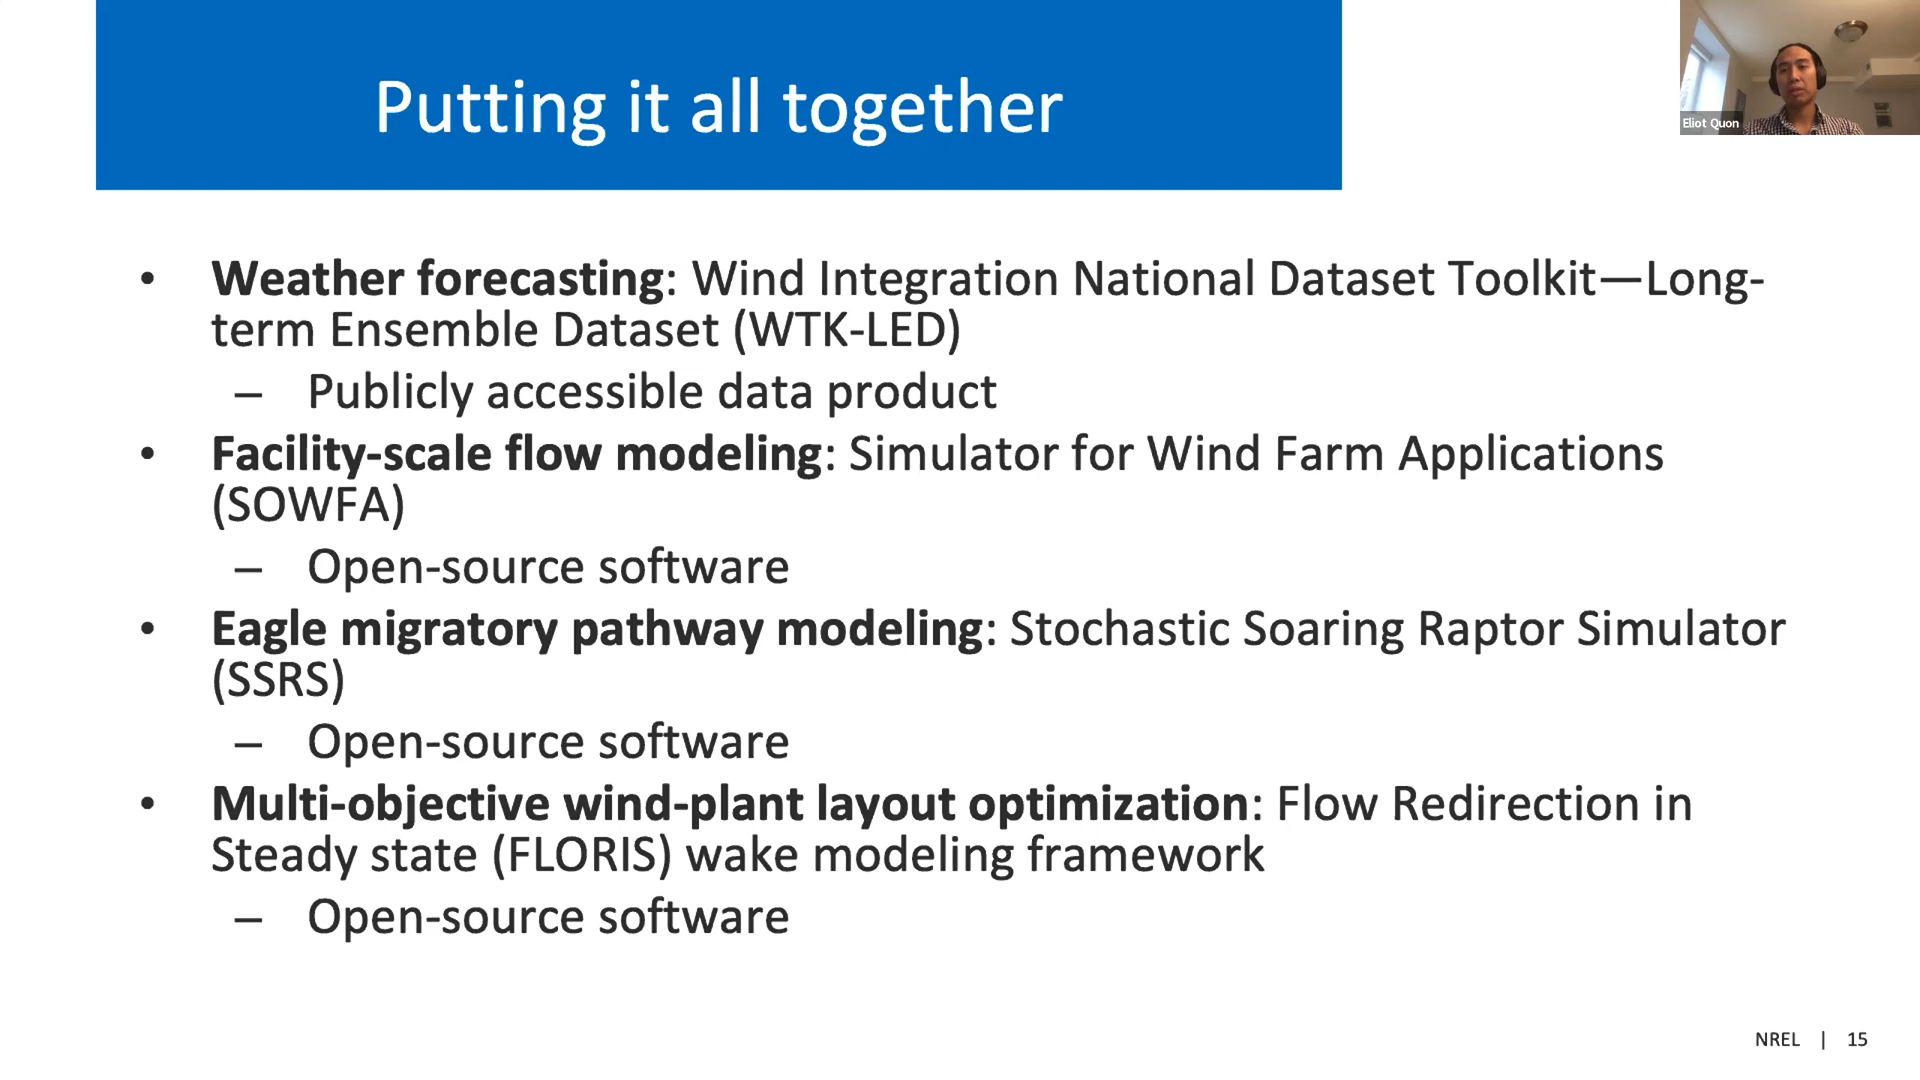 Putting it all together
Eliot Quon
• Weather forecasting: Wind Integration National Dataset Toolkit—Long-
term Ensemble Dataset (WTK-LED)
– Publicly accessible data product
• Facility-scale flow modeling: Simulator for Wind Farm Applications
(SOWFA)
– Open-source software
• Eagle migratory pathway modeling: Stochastic Soaring Raptor Simulator
(SSRS)
– Open-source software
• Multi-objective wind-plant layout optimization: Flow Redirection in
Steady state (FLORIS) wake modeling framework
– Open-source software
NREL | 15